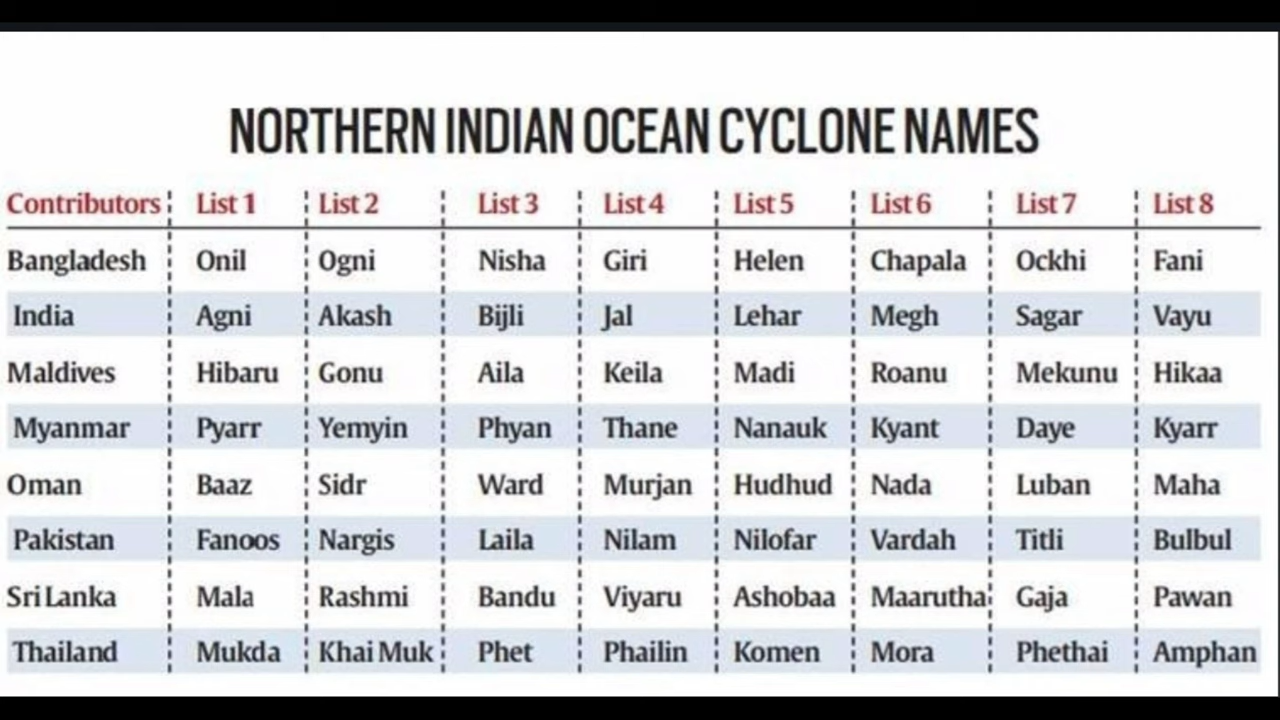 NORTHERN INDIAN OCEAN CYCLONE NAMES
Contributors List 1 List 2 List 3 List 4 List 5 List 6 List 7 List 8
Bangladesh Onil Ogni Nisha Giri Helen Chapala Ockhi Fani
India Agni Akash Bijli Jal Lehar Megh Sagar Vayu
Maldives Hibaru Gonu Aila Keila Madi Roanu Mekunu Hikaa
Myanmar Pyarr Yemyin Phyan Thane Nanauk Kyant Daye Kyarr
Oman Baaz Sidr Ward Murjan Hudhud Nada Luban Maha
Pakistan Fanoos Nargis Laila Nilam Nilofar Vardah Titli Bulbul
Sri Lanka Mala Rashmi Bandu Viyaru Ashobaa Maarutha Gaja Pawan
Thailand Mukda Khai Muk Phet Phailin Komen Mora Phethai Amphan